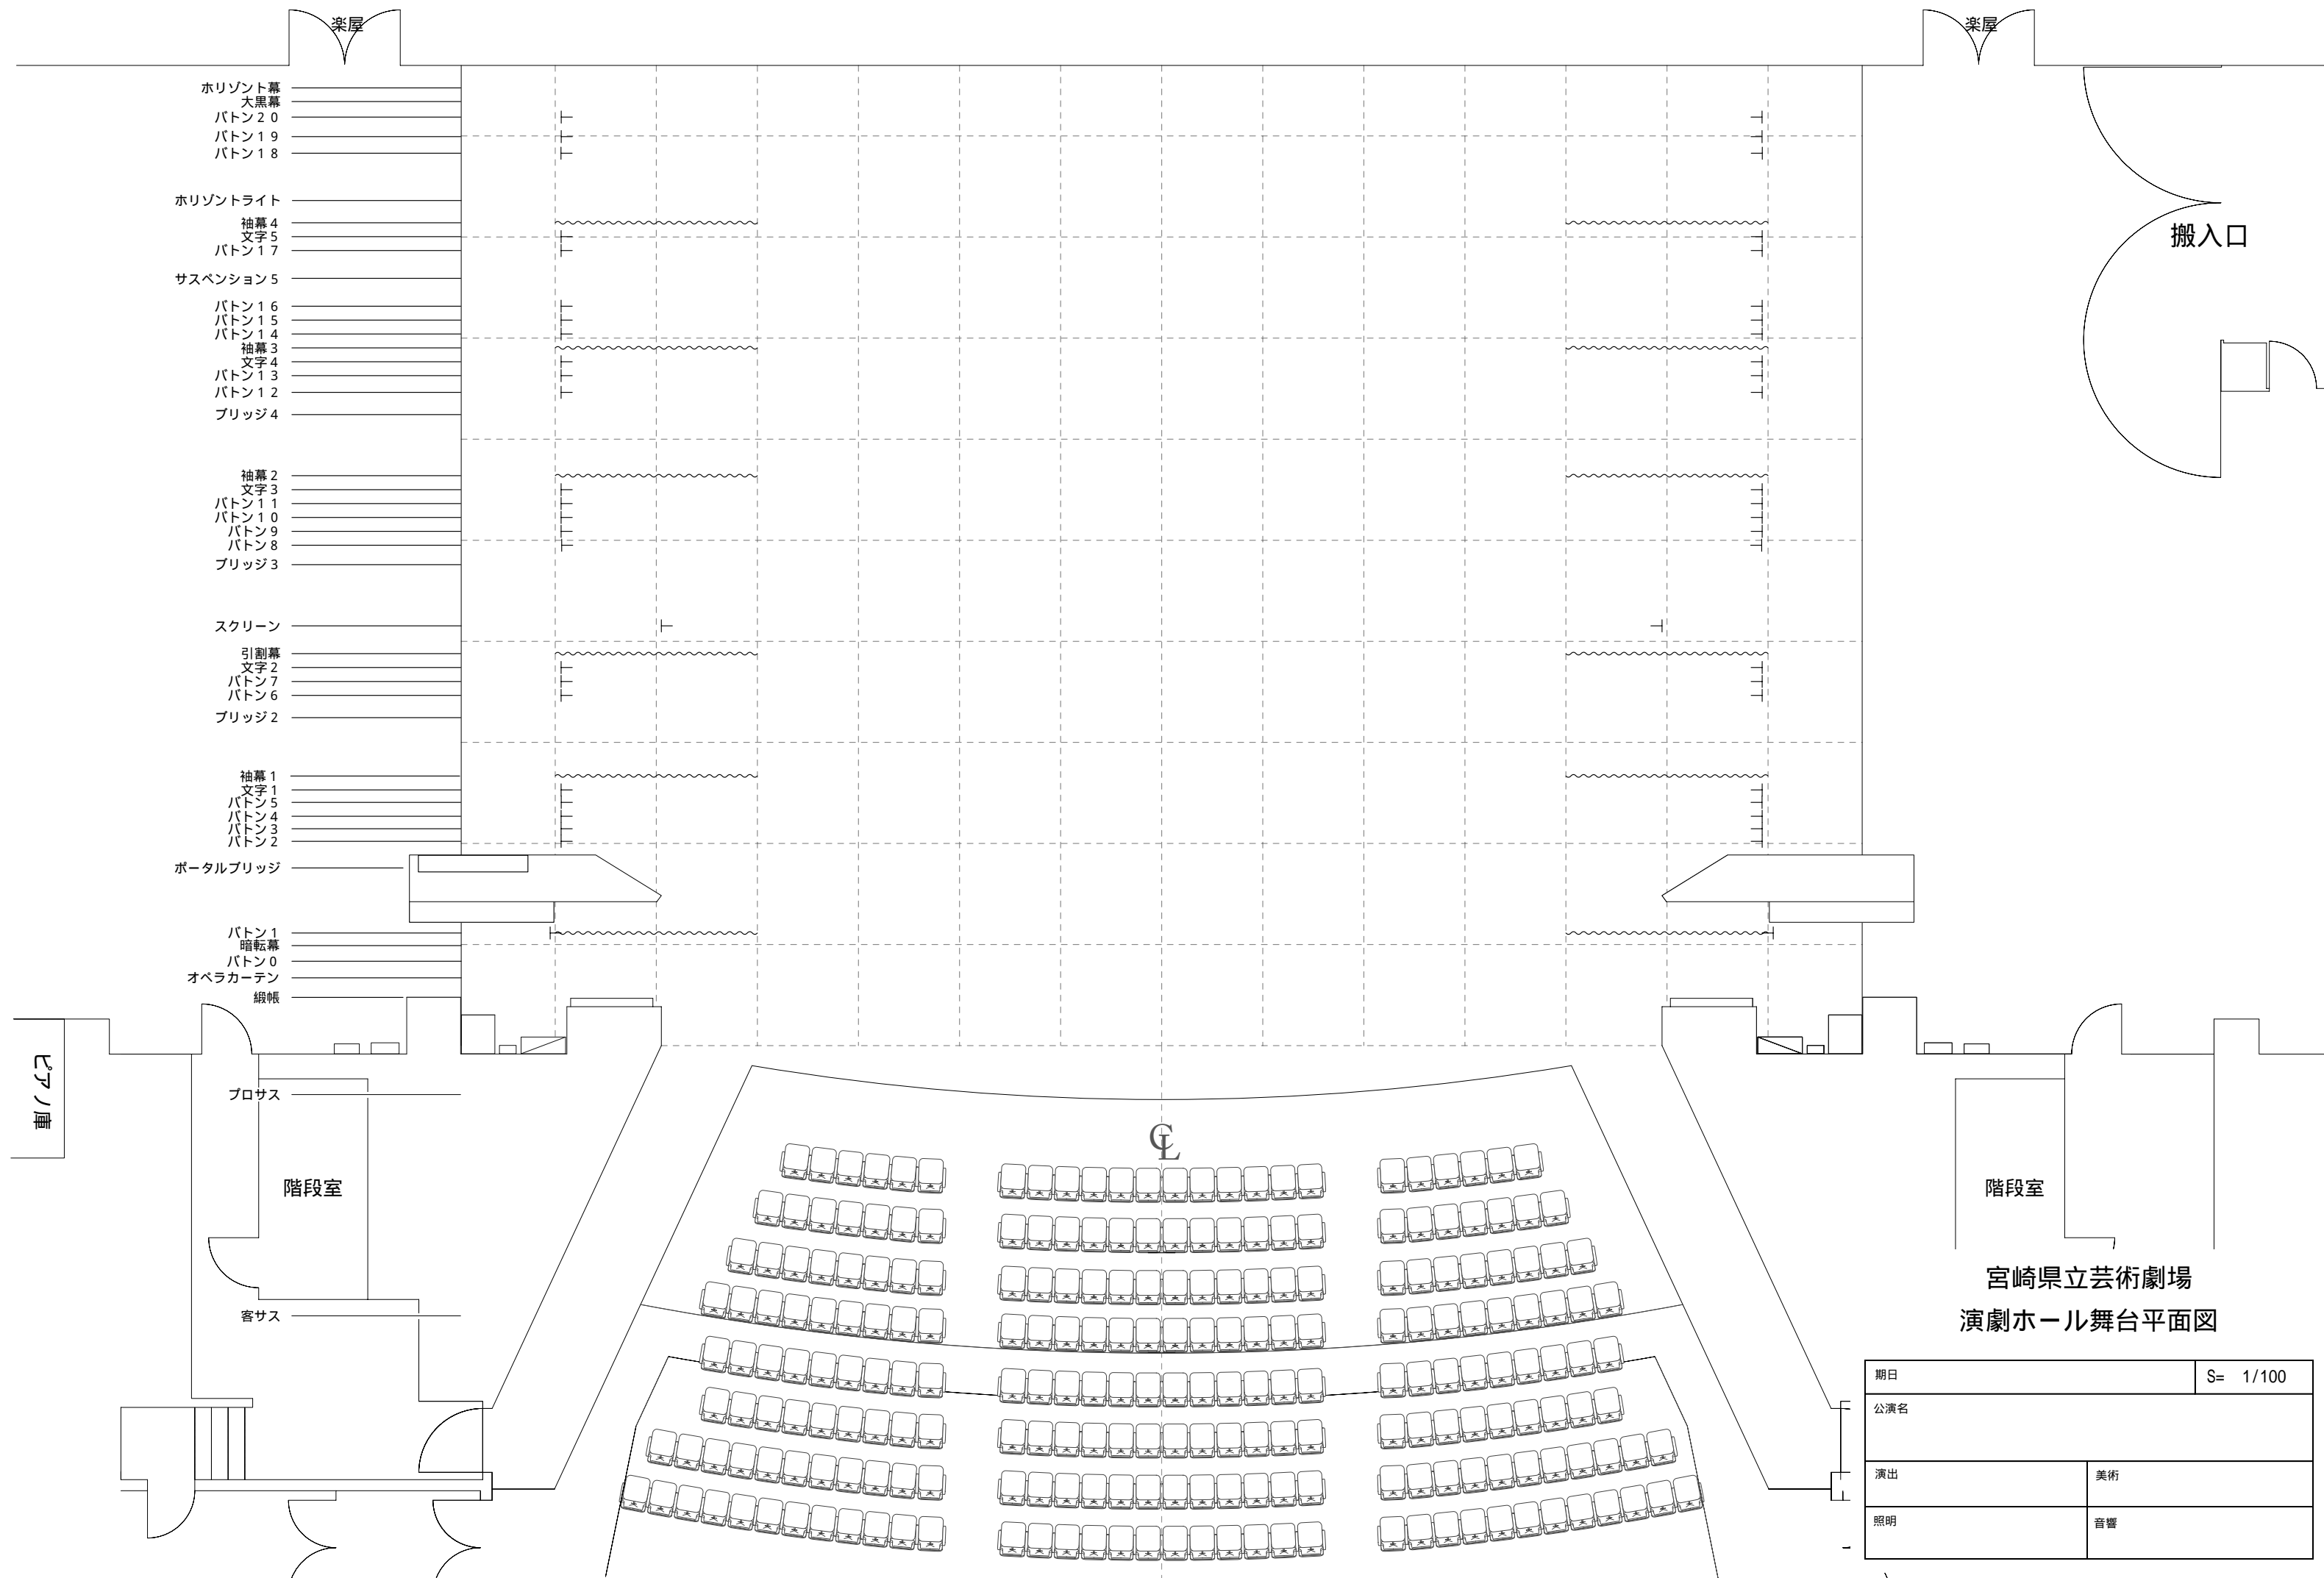 楽屋
楽屋
ホリゾント幕
大黒幕
バトン２０
バトン１９
バトン１８
ホリゾントライト
袖幕４
文字５
バトン１７
搬入口
サスペンション５
バトン１６
バトン１５
バトン１４
袖幕３
文字４
バトン１３
バトン１２
ブリッジ４
袖幕２
文字３
バトン１１
バトン１０
バトン９
バトン８
ブリッジ３
スクリーン
引割幕
文字２
バトン７
バトン６
ブリッジ２
袖幕１
文字１
バトン５
バトン４
バトン３
バトン２
ポータルブリッジ
バトン１
暗転幕
バトン０
オペラカーテン
緞帳
ピアノ庫
プロサス
CL
階段室
階段室
客サス
宮崎県立芸術劇場
演劇ホール舞台平面図
期日 S= 1/100
公演名
演出 美術
照明 音響